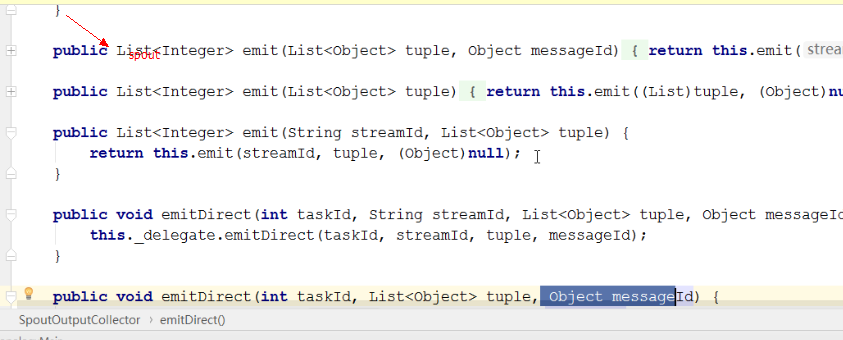 }
public List<Integer> emit(List<Object> tuple, Object messageId) { return this.emit( strea
spout
public List<Integer> emit(List<Object> tuple) { return this.emit((List)tuple, (Object)nu
public List<Integer> emit(String streamId, List<Object> tuple) {
return this.emit(streamId, tuple, (Object)null);
}
public void emitDirect(int taskId, String streamId, List<Object> tuple, Object messageId
this._delegate.emitDirect(taskId, streamId, tuple, messageId);
}
public void emitDirect(int taskId, List<Object> tuple, Object messageId) {
SpoutOutputCollector › emitDirect()